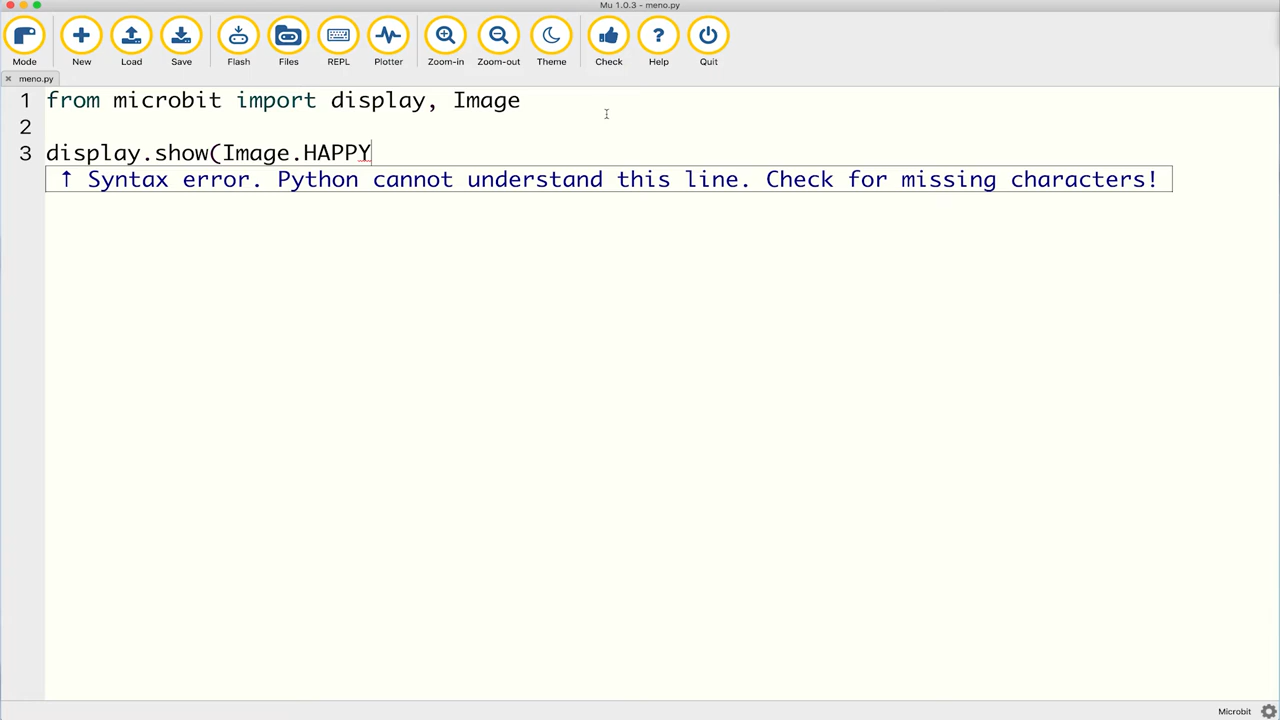 Mu 1.0.3 - meno.py
Mode New Load Save Flash Files REPL Plotter Zoom-in Zoom-out Theme Check Help Quit
meno.py
1 from microbit import display, Image
2
3 display.show(Image.HAPPY
↑ Syntax error. Python cannot understand this line. Check for missing characters!
Microbit